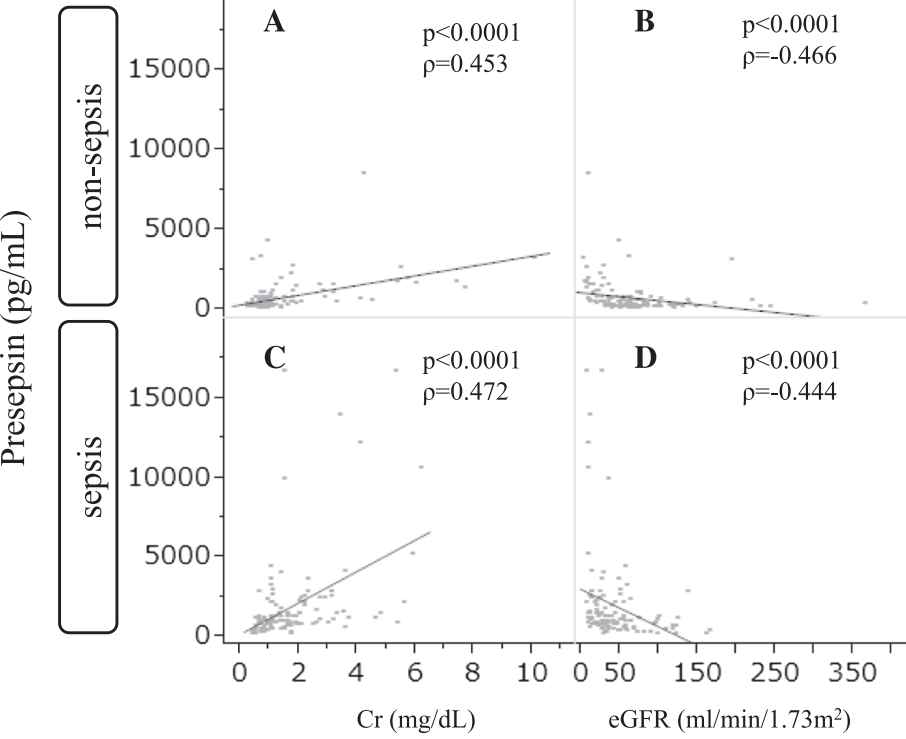 Presepsin (pg/mL)
non-sepsis
sepsis
A
p<0.0001
ρ=0.453
B
p<0.0001
ρ=-0.466
15000
10000
5000
0
C
p<0.0001
ρ=0.472
D
p<0.0001
ρ=-0.444
15000
10000
5000
0
0 2 4 6 8 10
0 50 150 250 350
Cr (mg/dL)
eGFR (ml/min/1.73m²)